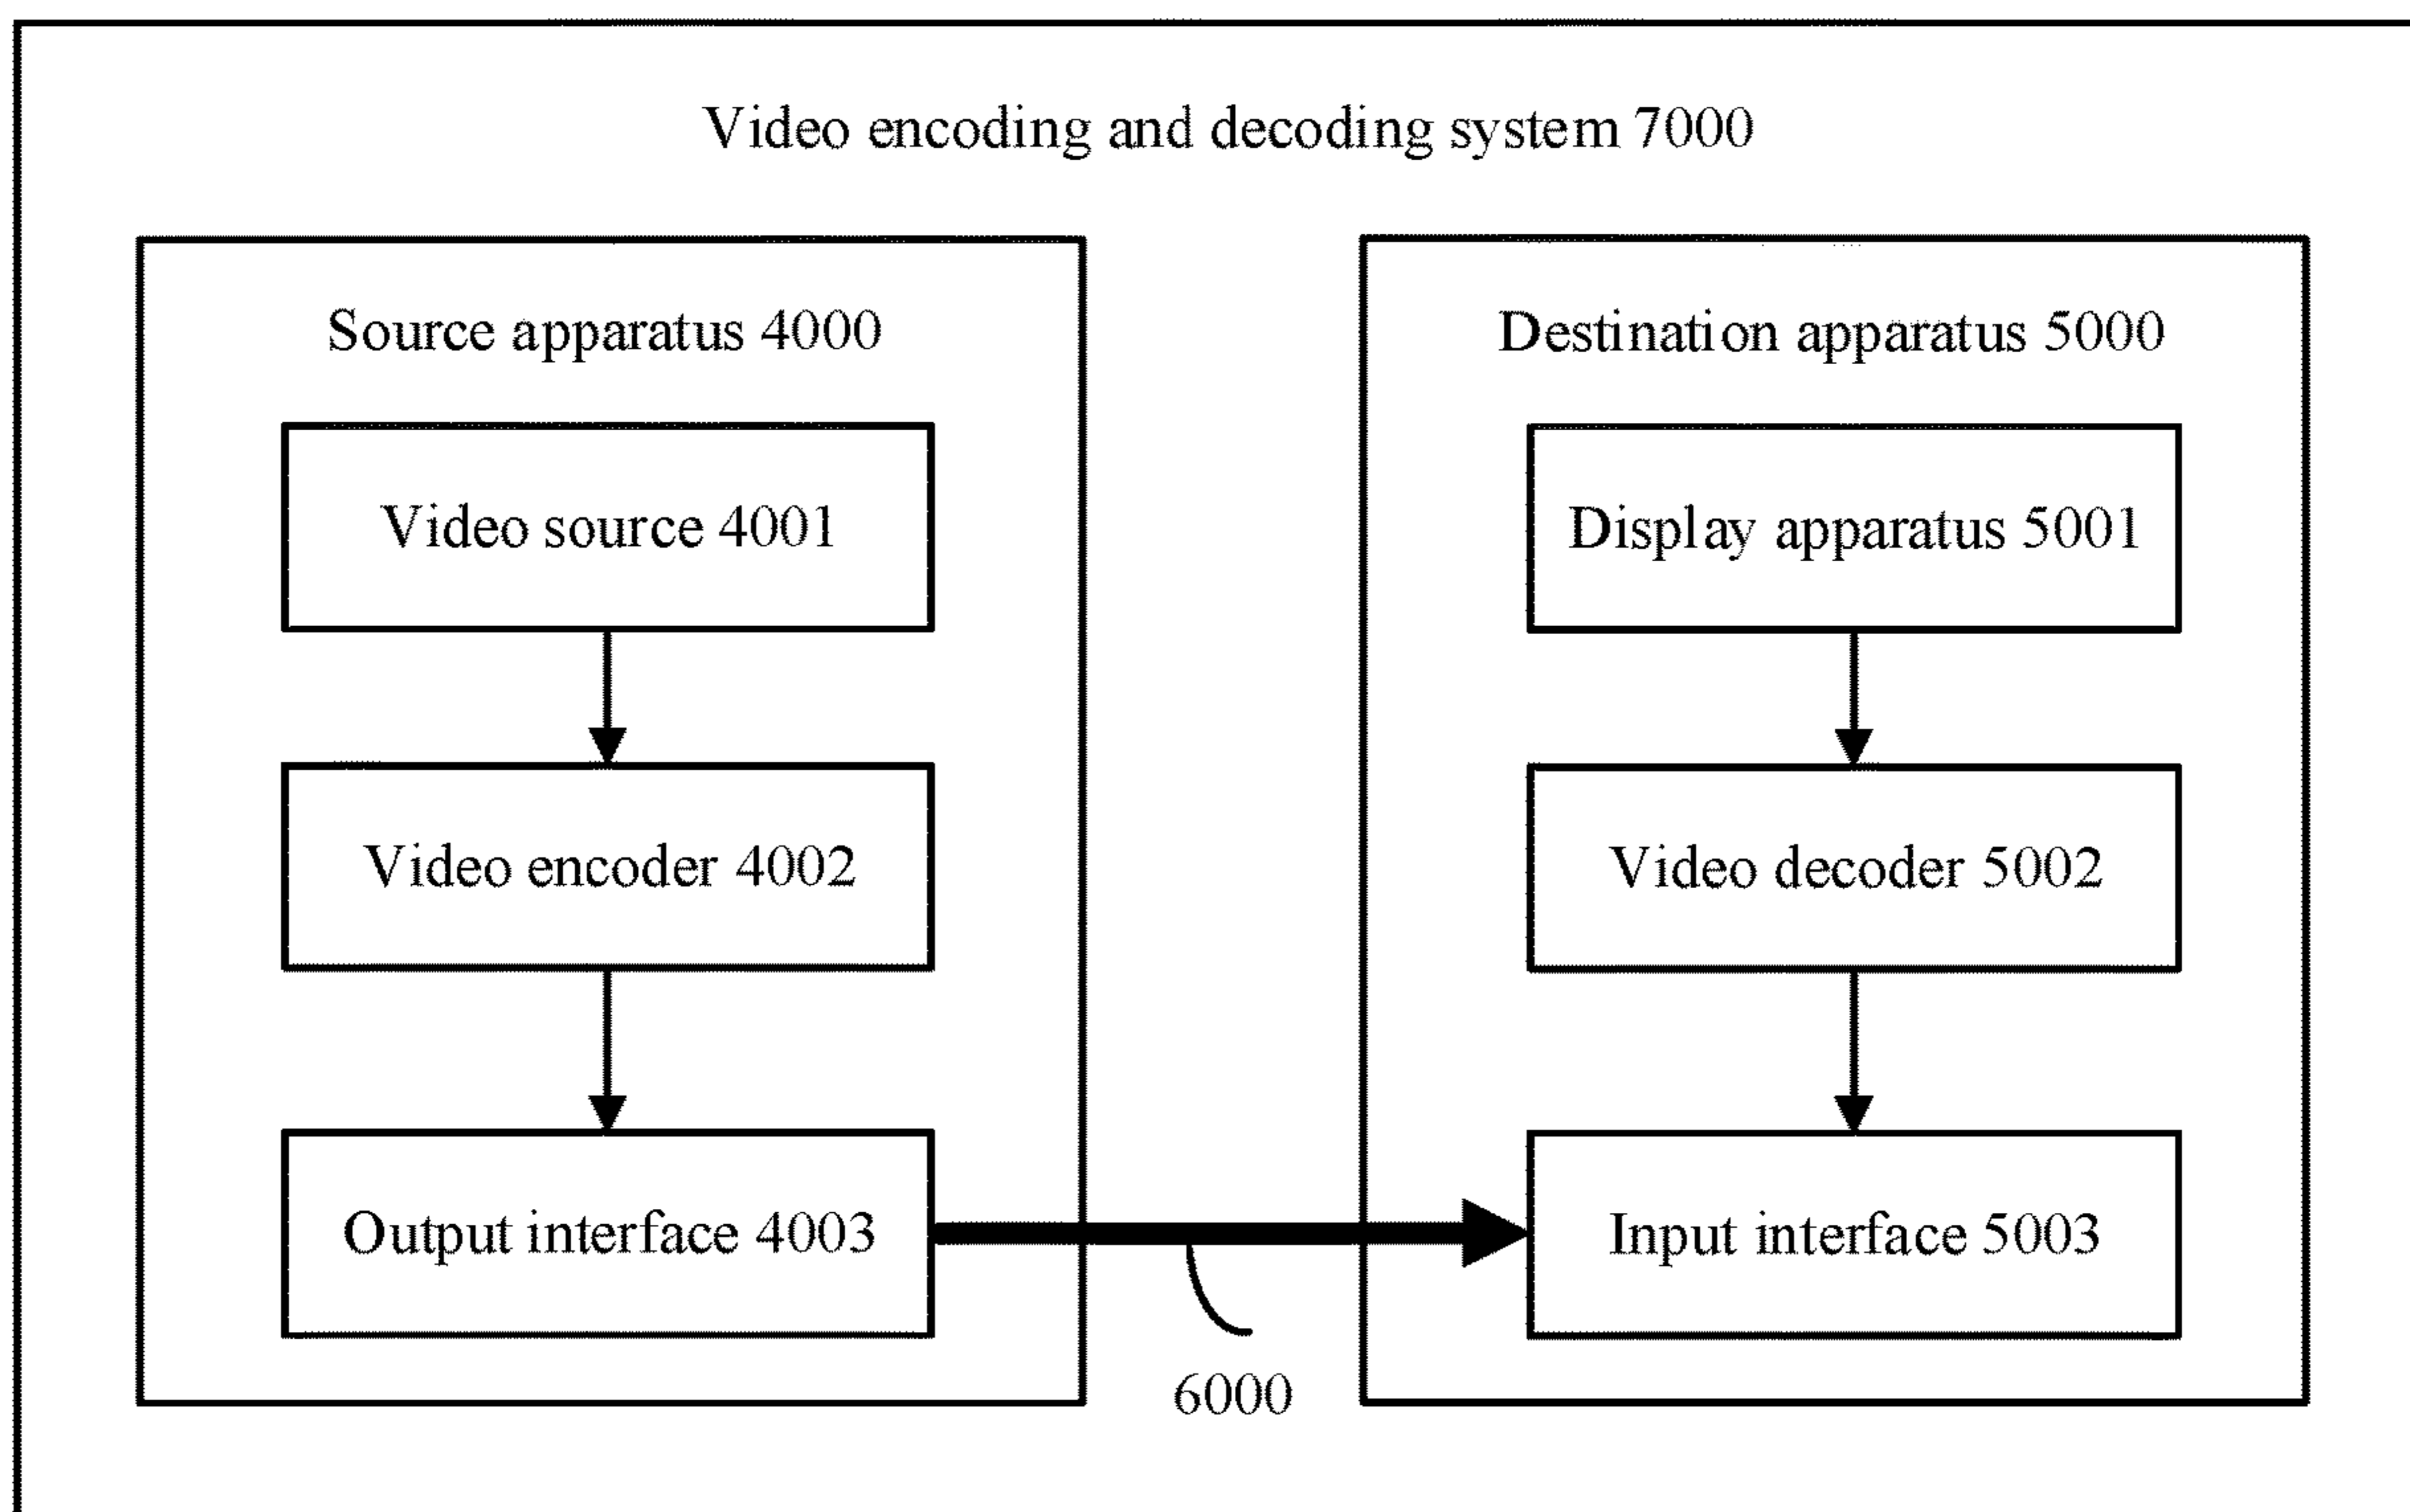 Video encoding and decoding system 7000
Source apparatus 4000
Video source 4001
Video encoder 4002
Output interface 4003
6000
Destination apparatus 5000
Display apparatus 5001
Video decoder 5002
Input interface 5003